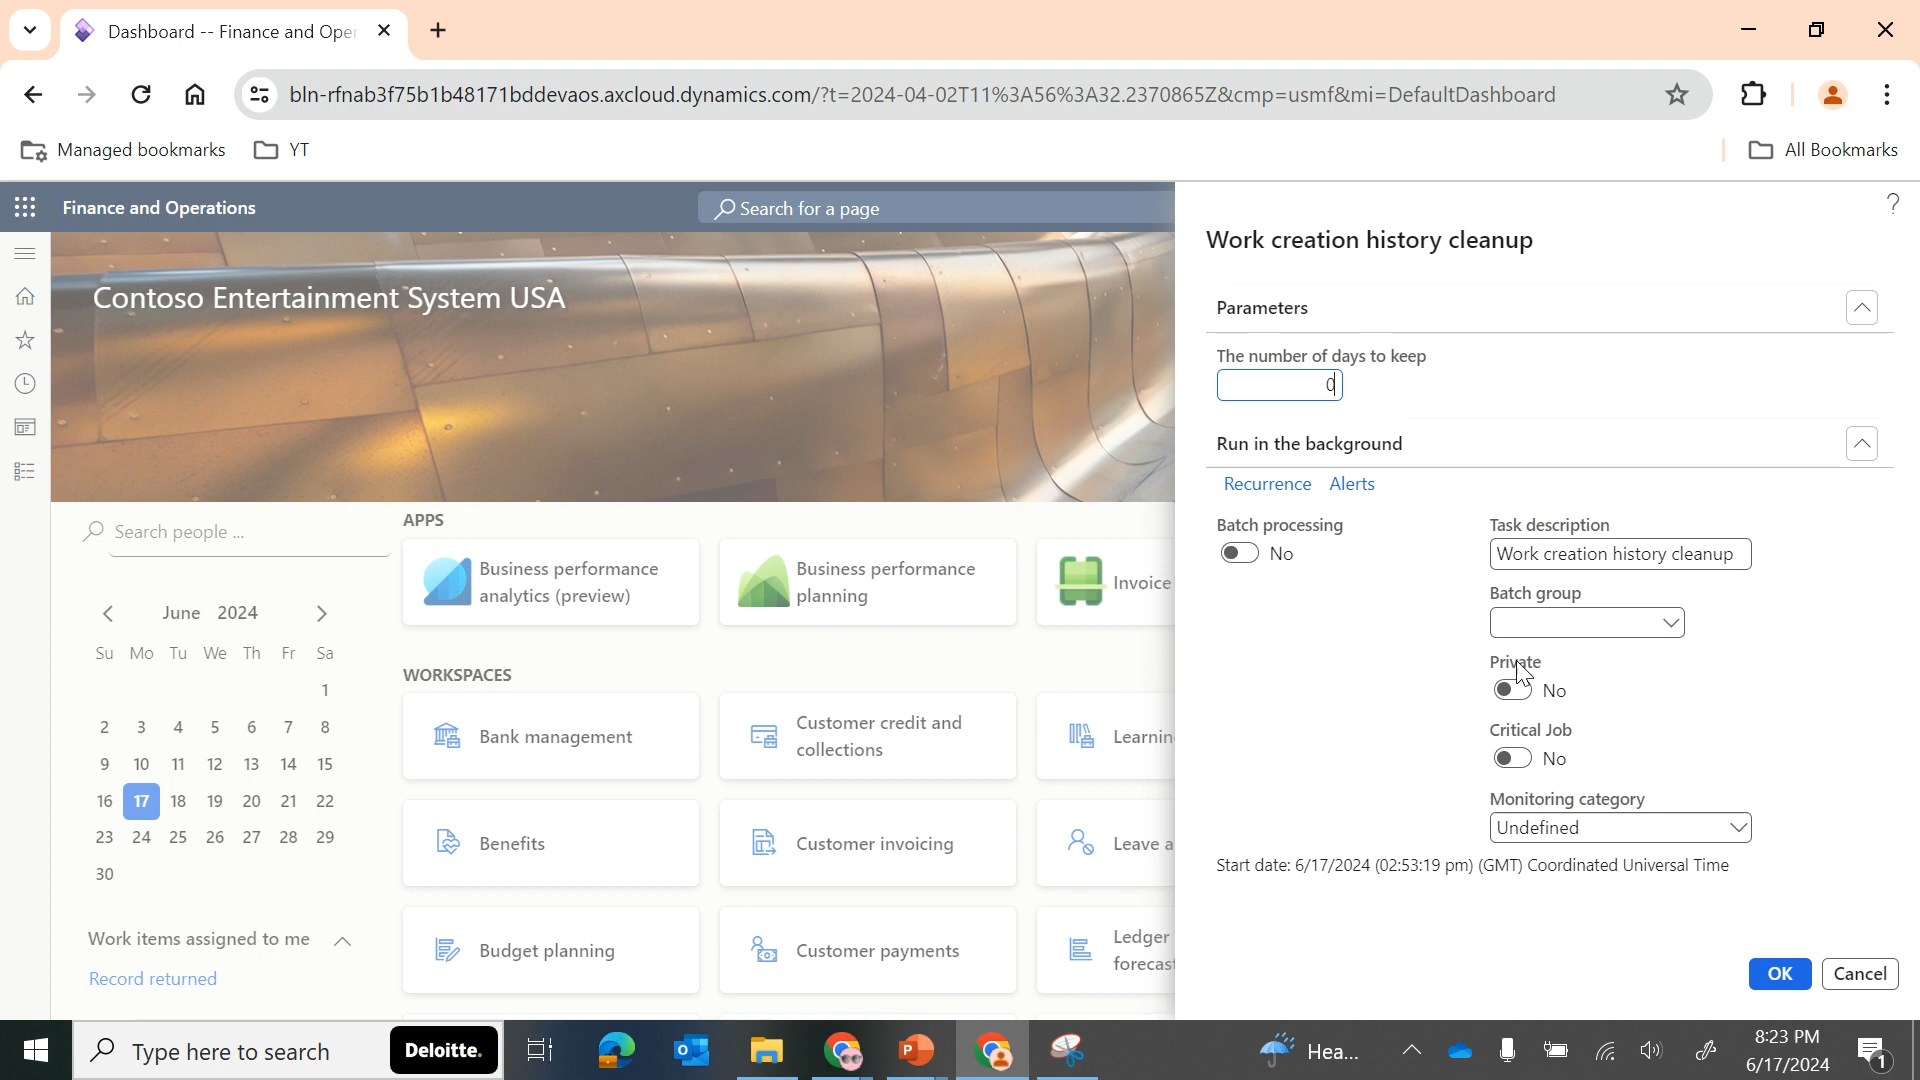 Dashboard -- Finance and Oper
bln-rfnab3f75b1b48171bddevaos.axcloud.dynamics.com/?t=2024-04-02T11%3A56%3A32.2370865Z&cmp=usmf&mi=DefaultDashboard
Managed bookmarks
YT
All Bookmarks
Finance and Operations
Search for a page
?
Contoso Entertainment System USA
Search people ...
June 2024
Su Mo Tu We Th Fr Sa
1
2 3 4 5 6 7 8
9 10 11 12 13 14 15
16 17 18 19 20 21 22
23 24 25 26 27 28 29
30
Work items assigned to me
Record returned
APPS
Business performance
analytics (preview)
Business performance
planning
Invoice
WORKSPACES
Bank management
Customer credit and
collections
Learnin
Benefits
Customer invoicing
Leave a
Budget planning
Customer payments
Ledger
forecast
Work creation history cleanup
Parameters
The number of days to keep
0
Run in the background
Recurrence Alerts
Batch processing
No
Task description
Work creation history cleanup
Batch group
Private
No
Critical Job
No
Monitoring category
Undefined
Start date: 6/17/2024 (02:53:19 pm) (GMT) Coordinated Universal Time
OK
Cancel
Type here to search
Deloitte.
Hea...
8:23 PM
6/17/2024
1